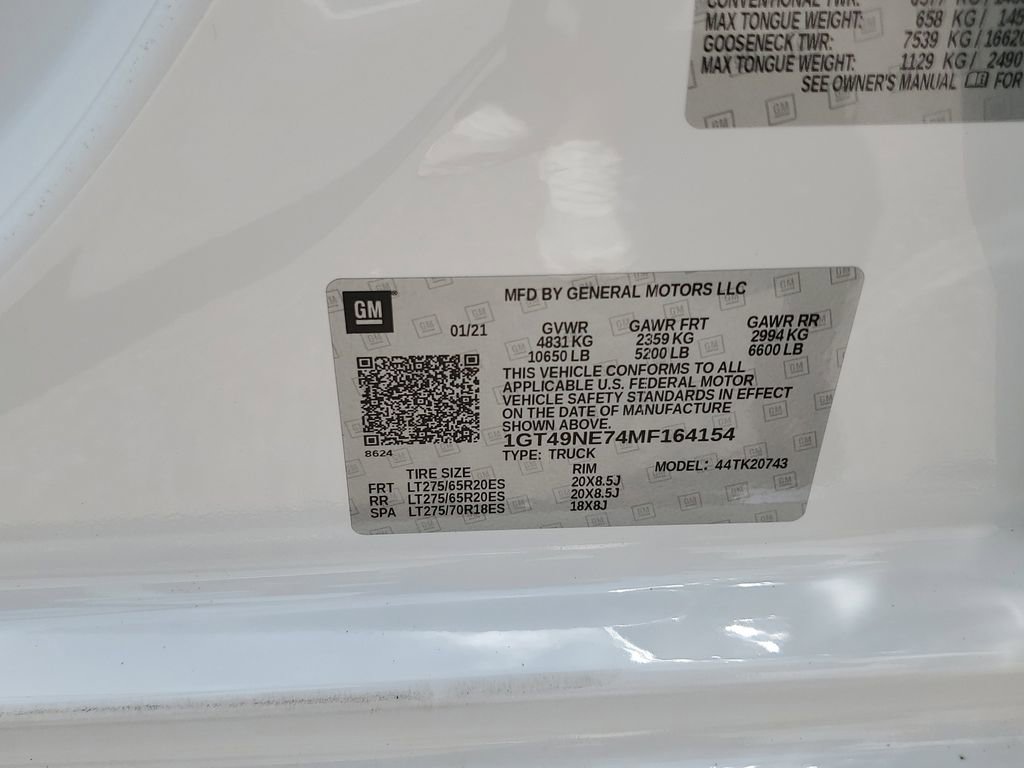 CONVENTIONAL TWR:
MAX TONGUE WEIGHT: 658 KG / 145
GOOSENECK TWR: 7539 KG / 16620
MAX TONGUE WEIGHT: 1129 KG / 2490
SEE OWNER'S MANUAL FOR
GM
GM®
MFD BY GENERAL MOTORS LLC
01/21
GVWR GAWR FRT GAWR RR
4831 KG 2359 KG 2994 KG
10650 LB 5200 LB 6600 LB
THIS VEHICLE CONFORMS TO ALL
APPLICABLE U.S. FEDERAL MOTOR
VEHICLE SAFETY STANDARDS IN EFFECT
ON THE DATE OF MANUFACTURE
SHOWN ABOVE.
8624
1GT49NE74MF164154
TYPE: TRUCK
MODEL: 44TK20743
TIRE SIZE RIM
FRT LT275/65R20ES 20X8.5J
RR LT275/65R20ES 20X8.5J
SPA LT275/70R18ES 18X8J